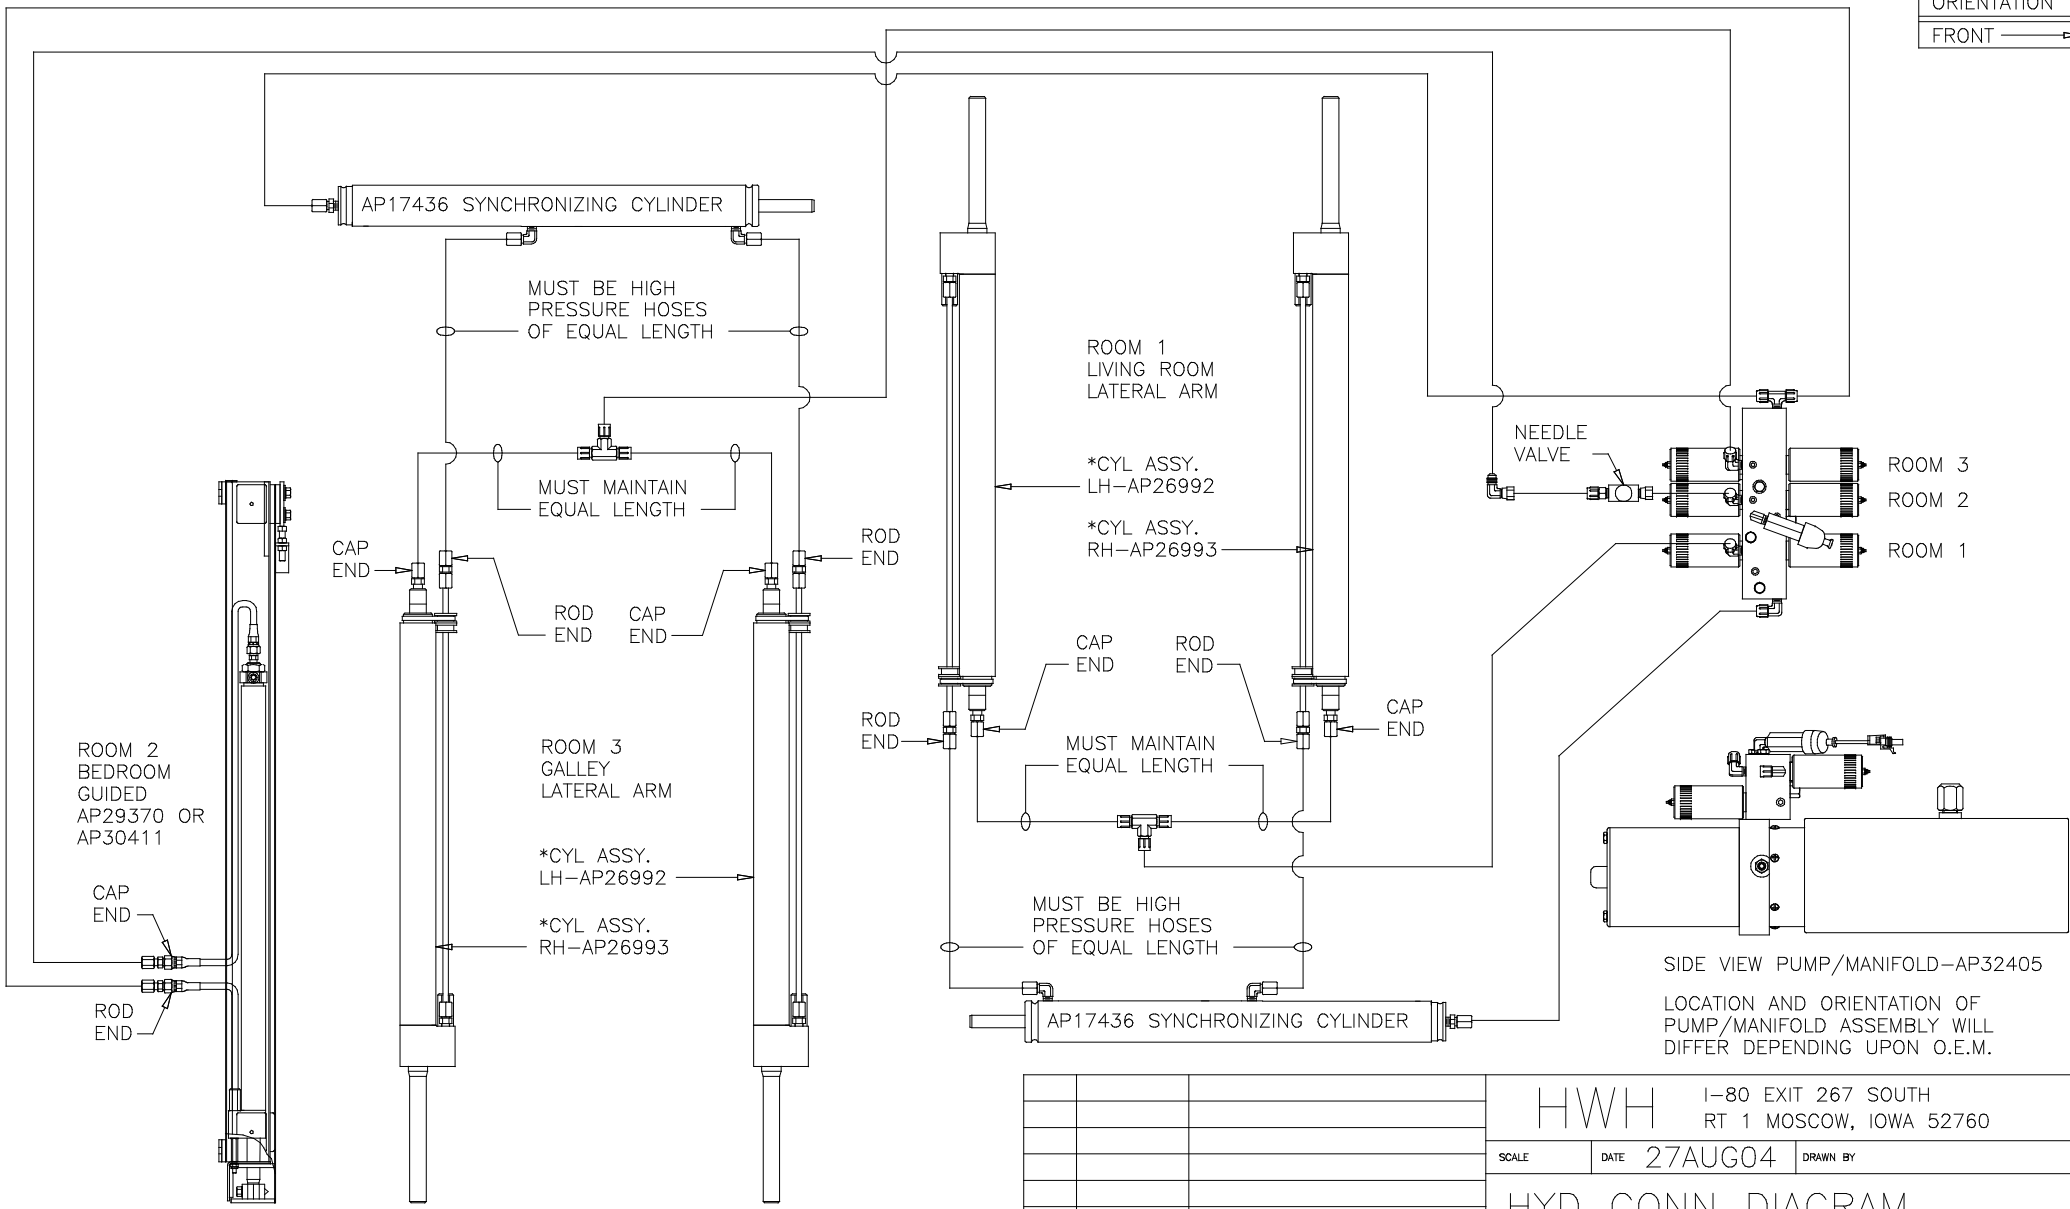 ORIENTATION
FRONT
AP17436 SYNCHRONIZING CYLINDER
MUST BE HIGH
PRESSURE HOSES
OF EQUAL LENGTH
ROOM 1
LIVING ROOM
LATERAL ARM
NEEDLE
VALVE
*CYL ASSY.
LH-AP26992
*CYL ASSY.
RH-AP26993
ROOM 3
ROOM 2
ROOM 1
MUST MAINTAIN
EQUAL LENGTH
CAP
END
ROD
END
ROD
END
CAP
END
CAP
END
ROD
END
ROD
END
CAP
END
MUST MAINTAIN
EQUAL LENGTH
ROOM 2
BEDROOM
GUIDED
AP29370 OR
AP30411
ROOM 3
GALLEY
LATERAL ARM
*CYL ASSY.
LH-AP26992
*CYL ASSY.
RH-AP26993
CAP
END
ROD
END
MUST BE HIGH
PRESSURE HOSES
OF EQUAL LENGTH
AP17436 SYNCHRONIZING CYLINDER
SIDE VIEW PUMP/MANIFOLD-AP32405
LOCATION AND ORIENTATION OF
PUMP/MANIFOLD ASSEMBLY WILL
DIFFER DEPENDING UPON O.E.M.
HWH
I-80 EXIT 267 SOUTH
RT 1 MOSCOW, IOWA 52760
SCALE
DATE 27AUG04
DRAWN BY
HYD. CONN. DIAGRAM